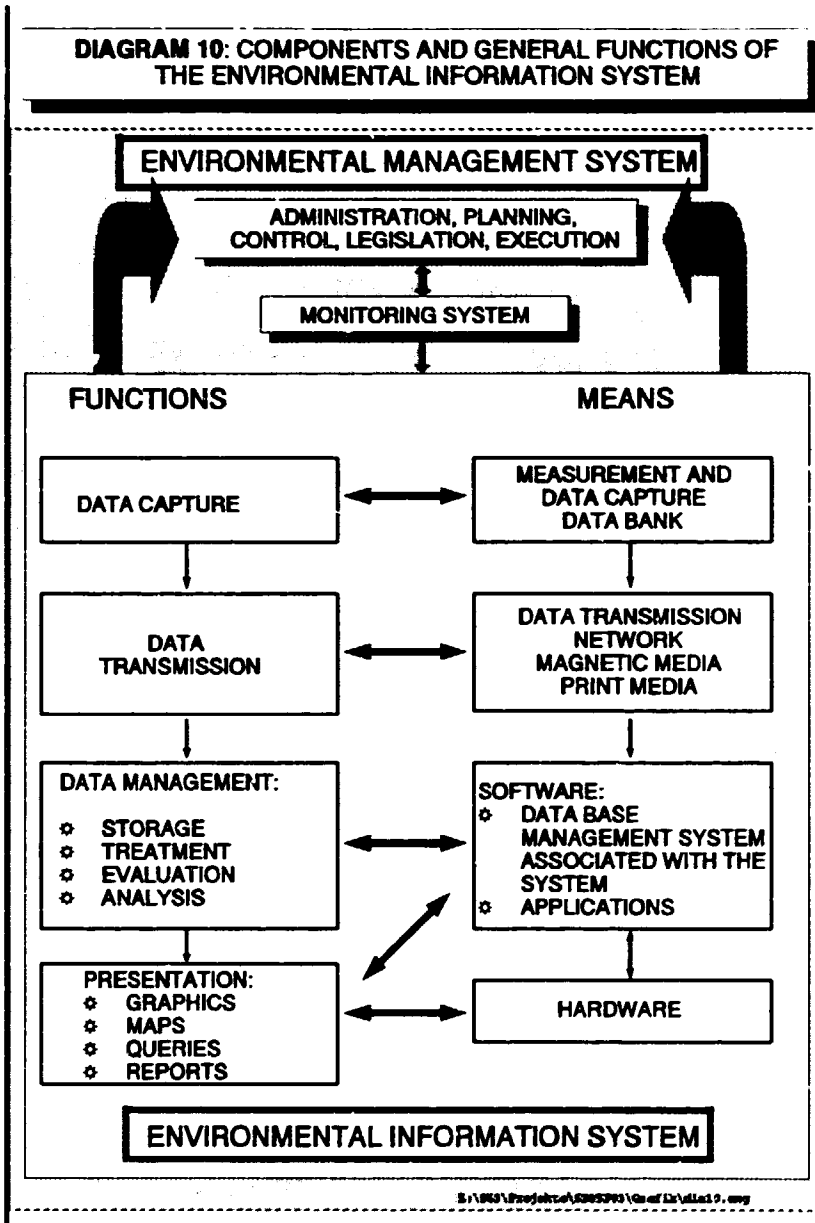 DIAGRAM 10: COMPONENTS AND GENERAL FUNCTIONS OF
THE ENVIRONMENTAL INFORMATION SYSTEM
ENVIRONMENTAL MANAGEMENT SYSTEM
ADMINISTRATION, PLANNING,
CONTROL, LEGISLATION, EXECUTION
MONITORING SYSTEM
FUNCTIONS
MEANS
DATA CAPTURE
MEASUREMENT AND
DATA CAPTURE
DATA BANK
DATA
TRANSMISSION
DATA TRANSMISSION
NETWORK
MAGNETIC MEDIA
PRINT MEDIA
DATA MANAGEMENT:
STORAGE
TREATMENT
EVALUATION
ANALYSIS
SOFTWARE:
DATA BASE
MANAGEMENT SYSTEM
ASSOCIATED WITH THE
SYSTEM
APPLICATIONS
PRESENTATION:
GRAPHICS
MAPS
QUERIES
REPORTS
HARDWARE
ENVIRONMENTAL INFORMATION SYSTEM